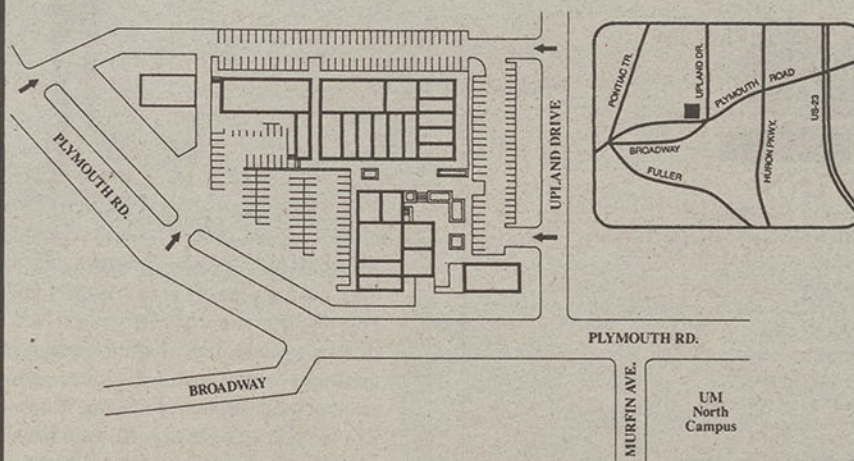 PLYMOUTH RD.
BROADWAY
UPLAND DRIVE
PLYMOUTH RD.
MURFIN AVE.
UM
North
Campus
PONTIAC TR.
UPLAND DR.
PLYMOUTH ROAD
BROADWAY
FULLER
HURON PKWY.
US-23